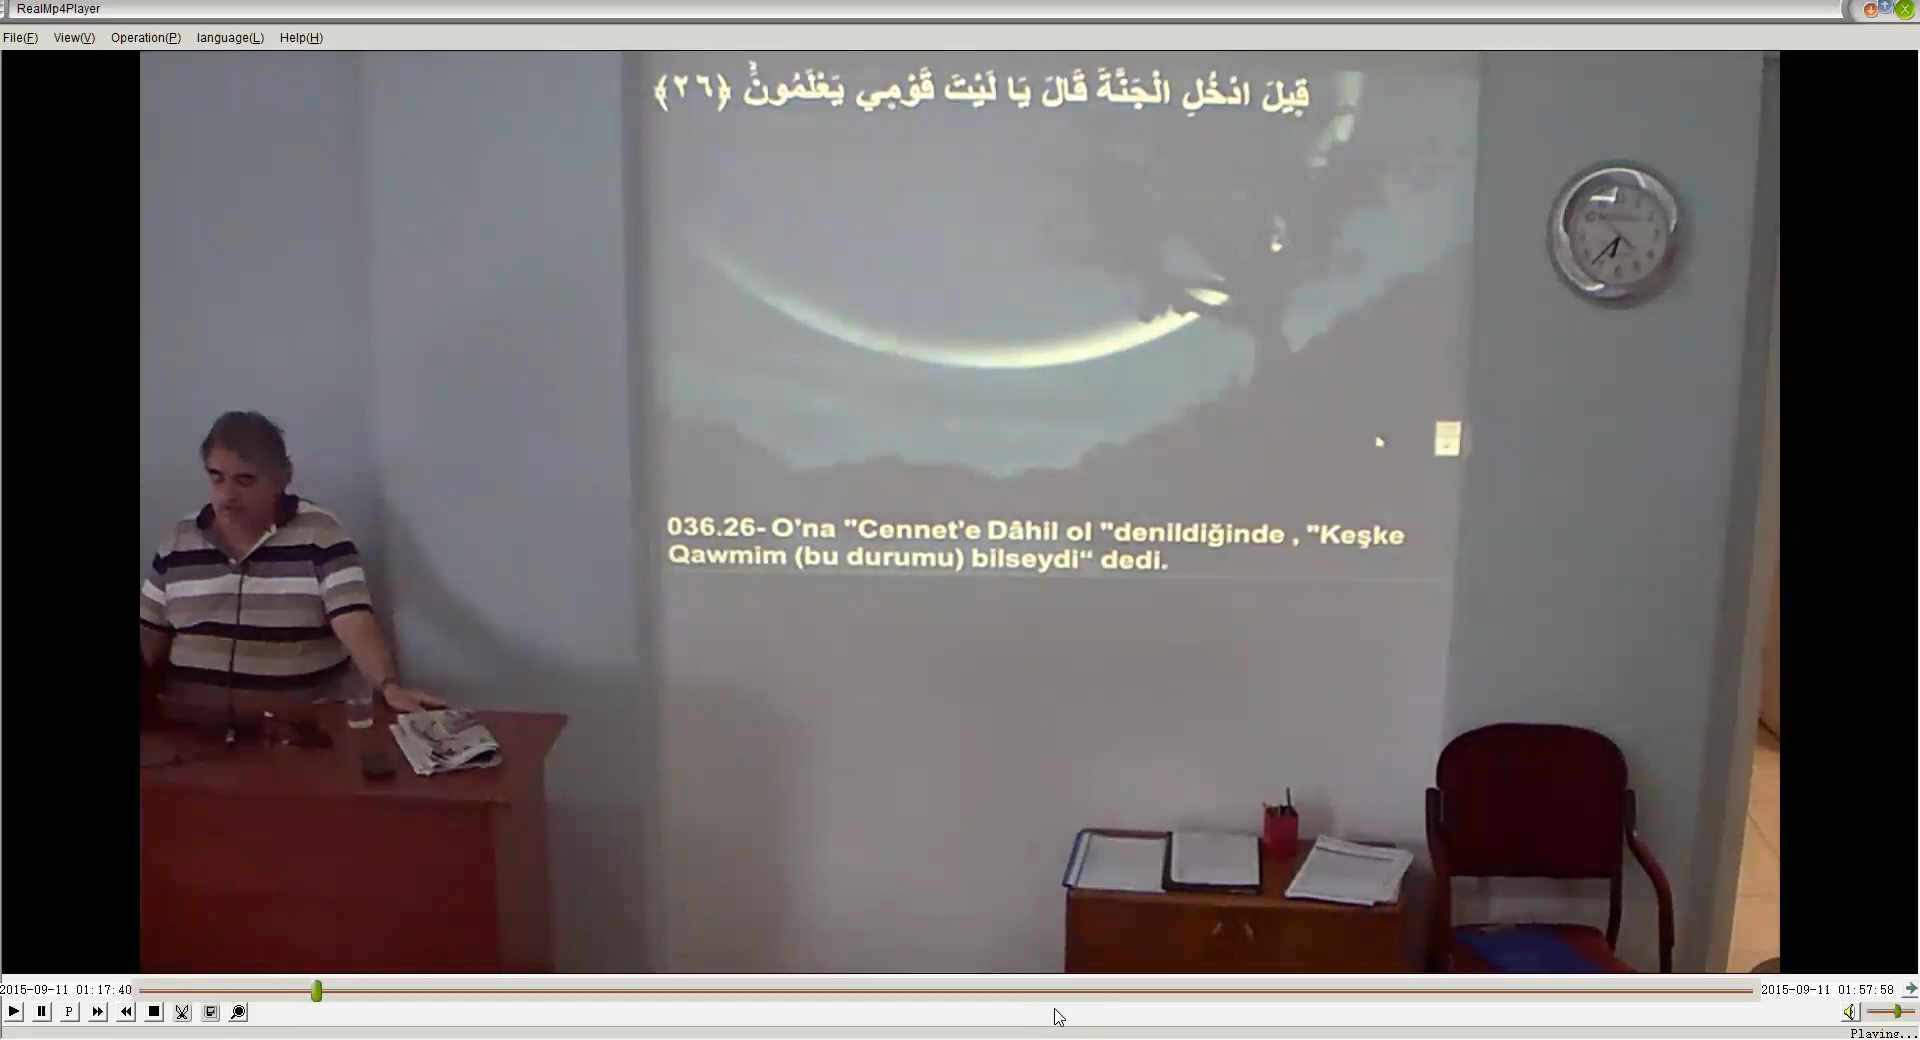 RealMp4Player
File(F) View(V) Operation(P) language(L) Help(H)
قِيلَ ادْخُلِ الْجَنَّةَ قَالَ يَا لَيْتَ قَوْمِي يَعْلَمُونَۙ ﴿٢٦﴾
036.26- O'na "Cennet'e Dâhil ol "denildiğinde , "Keşke
Qawmim (bu durumu) bilseydi“ dedi.
2015-09-11 01:17:40 2015-09-11 01:57:58
P
Playing...